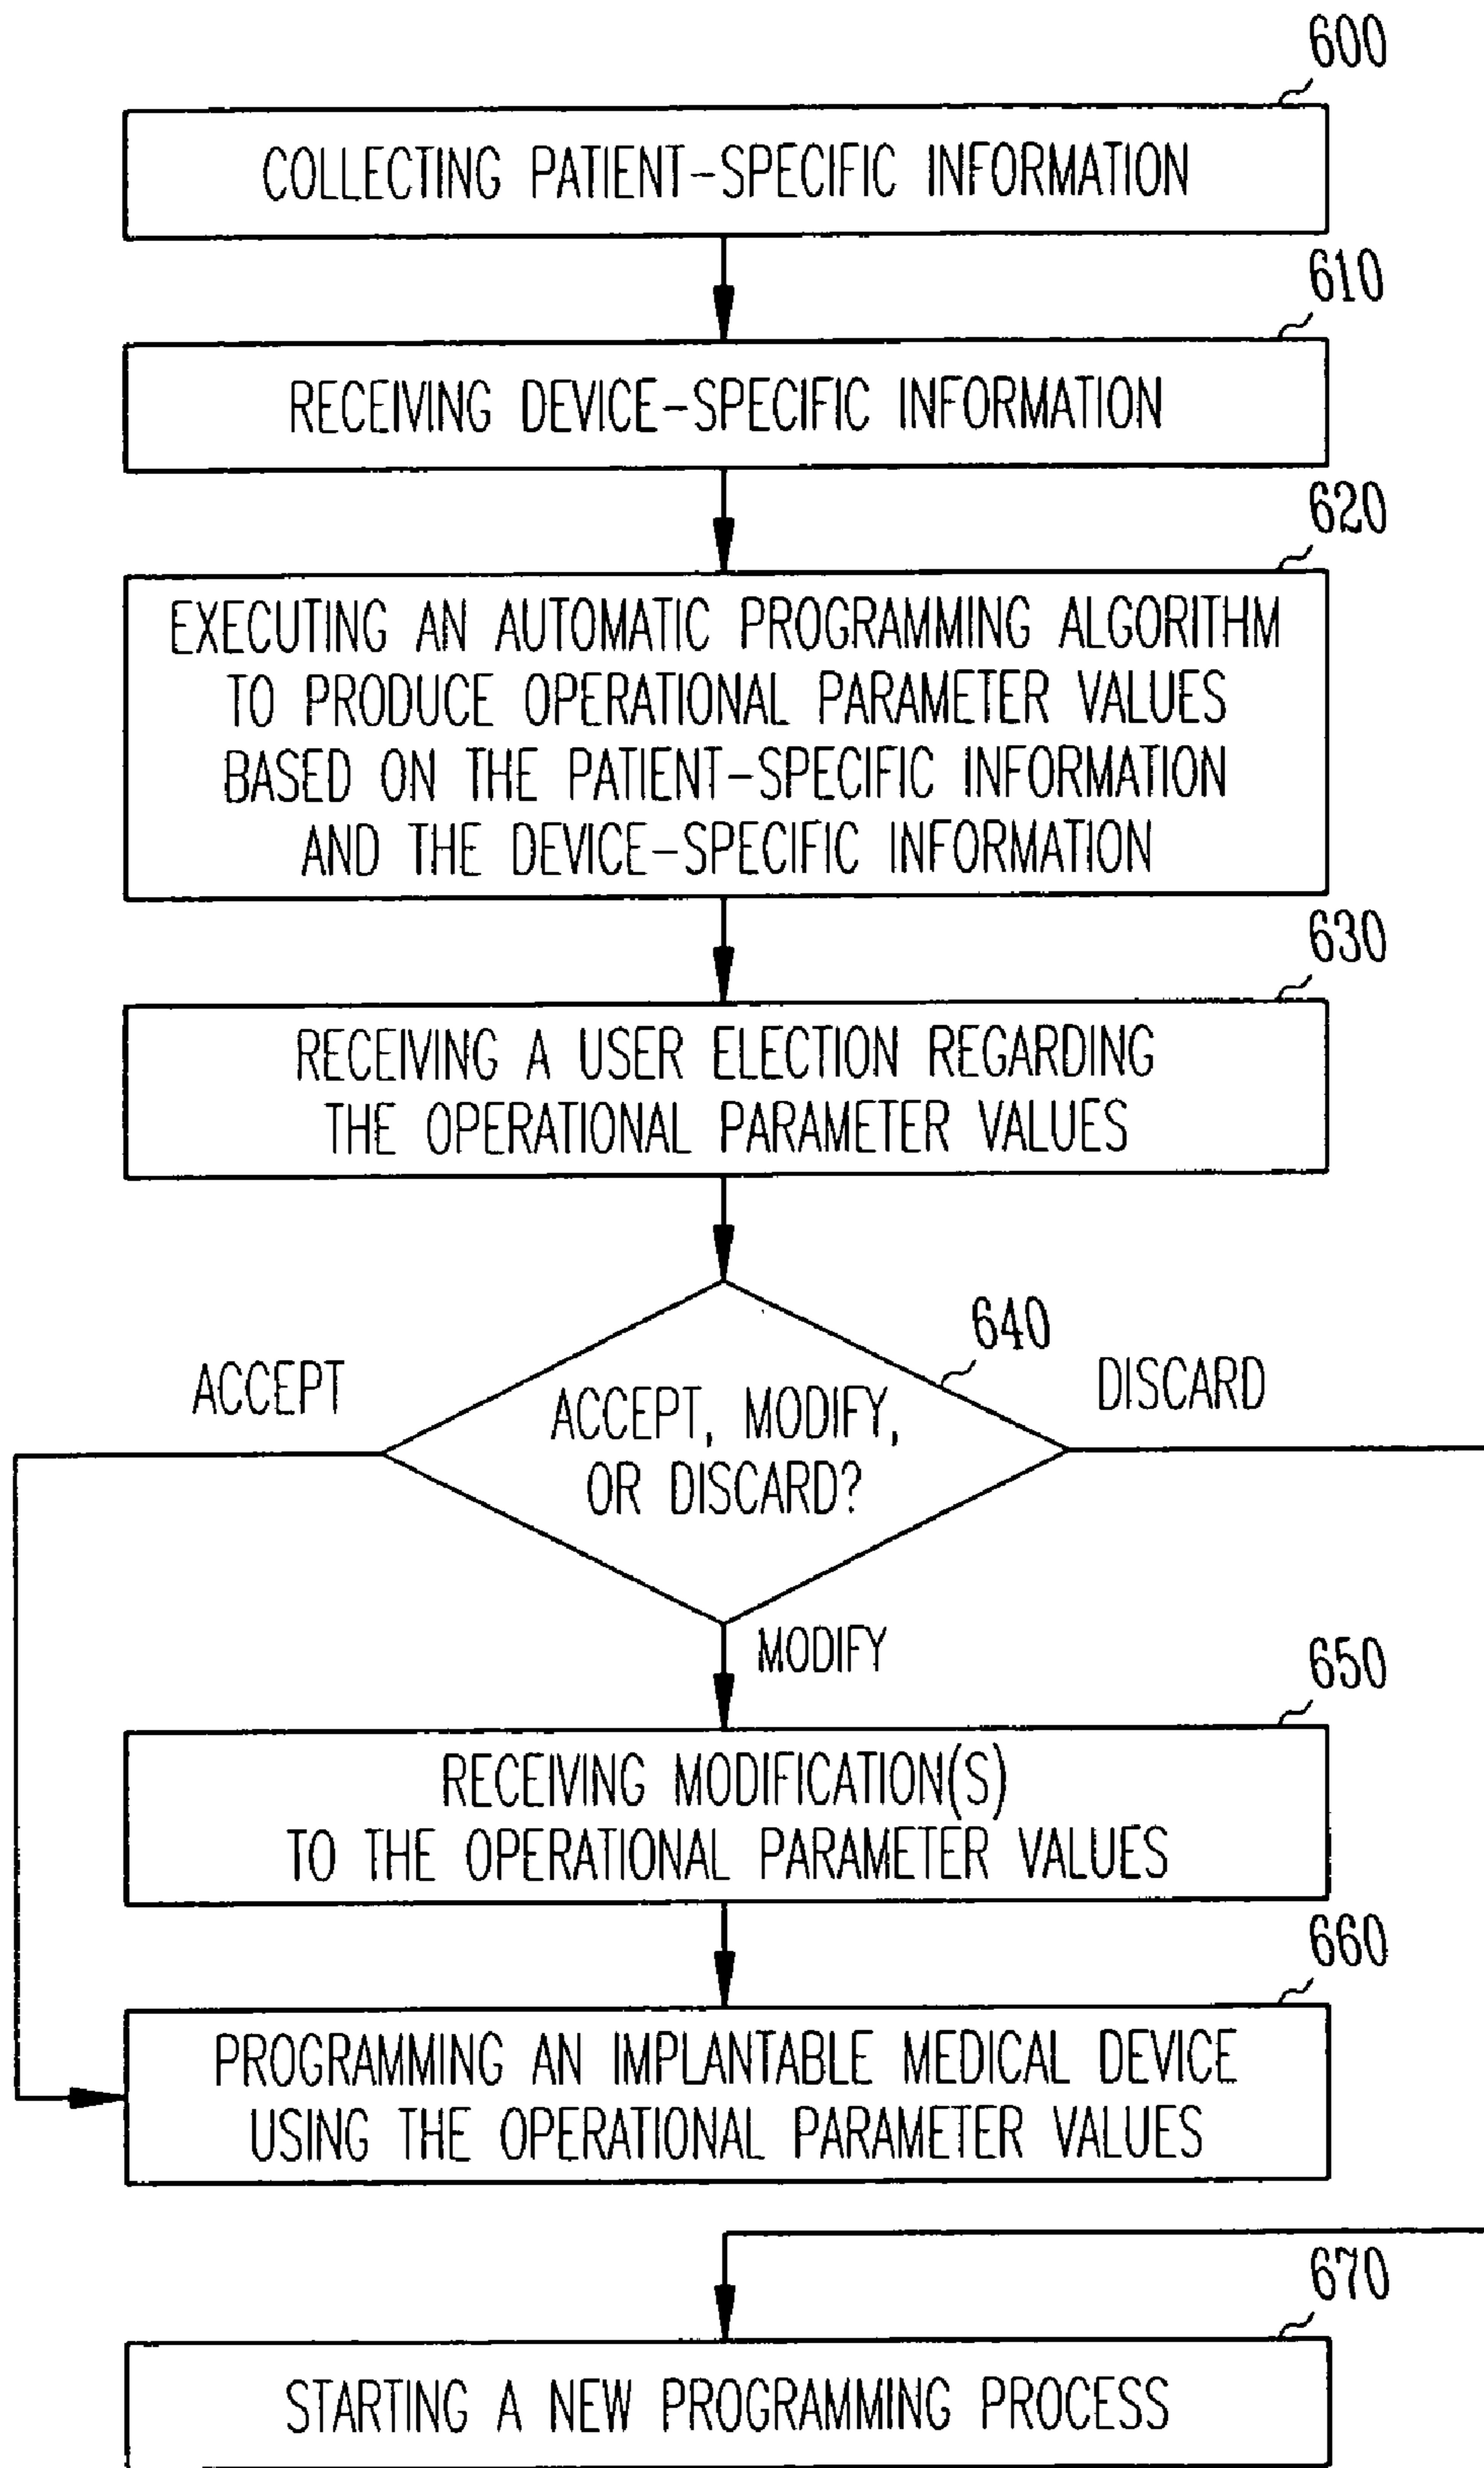 600
COLLECTING PATIENT-SPECIFIC INFORMATION
610
RECEIVING DEVICE-SPECIFIC INFORMATION
620
EXECUTING AN AUTOMATIC PROGRAMMING ALGORITHM
TO PRODUCE OPERATIONAL PARAMETER VALUES
BASED ON THE PATIENT-SPECIFIC INFORMATION
AND THE DEVICE-SPECIFIC INFORMATION
630
RECEIVING A USER ELECTION REGARDING
THE OPERATIONAL PARAMETER VALUES
640
ACCEPT
DISCARD
ACCEPT, MODIFY,
OR DISCARD?
MODIFY
650
RECEIVING MODIFICATION(S)
TO THE OPERATIONAL PARAMETER VALUES
660
PROGRAMMING AN IMPLANTABLE MEDICAL DEVICE
USING THE OPERATIONAL PARAMETER VALUES
670
STARTING A NEW PROGRAMMING PROCESS